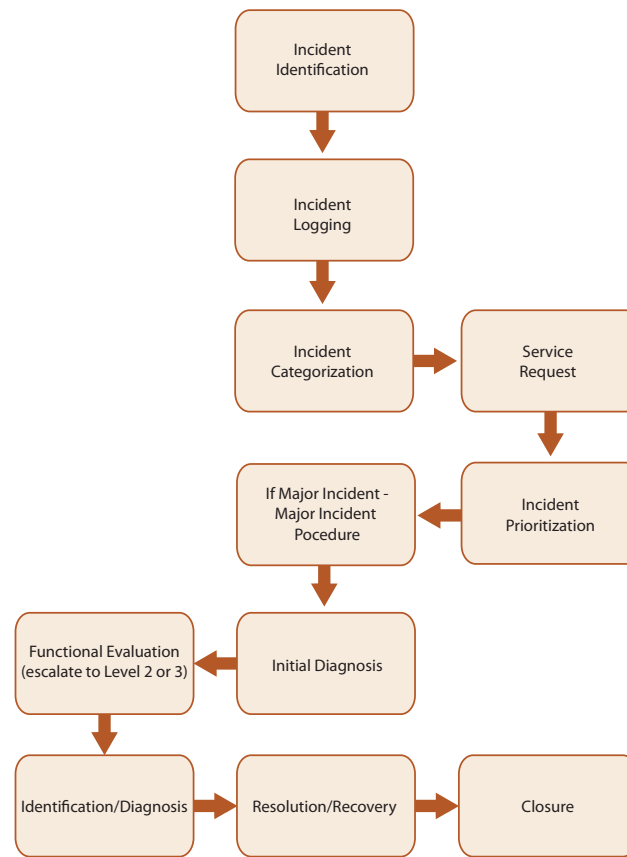 Incident
Identification
Incident
Logging
Incident
Categorization
Service
Request
Incident
Prioritization
If Major Incident -
Major Incident
Pocedure
Initial Diagnosis
Functional Evaluation
(escalate to Level 2 or 3)
Identification/Diagnosis
Resolution/Recovery
Closure